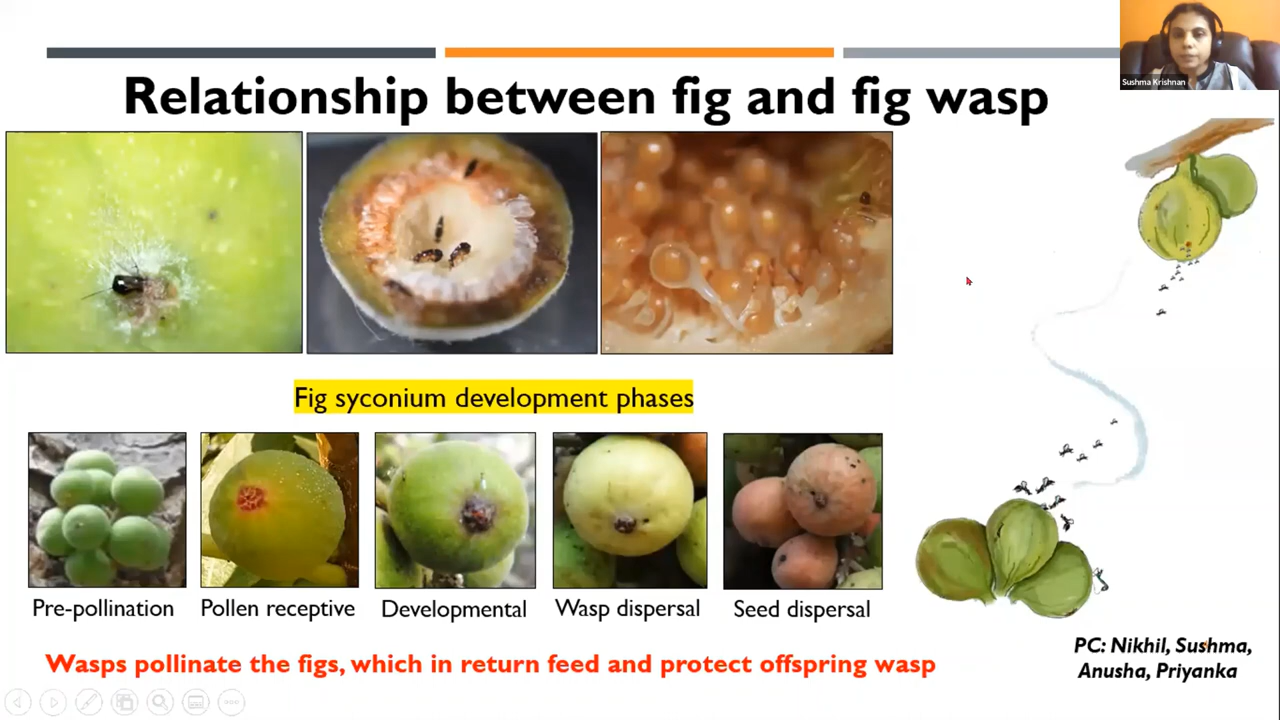 Sushma Krishnan
Relationship between fig and fig wasp
Fig syconium development phases
Pre-pollination
Pollen receptive
Developmental
Wasp dispersal
Seed dispersal
Wasps pollinate the figs, which in return feed and protect offspring wasp
PC: Nikhil, Sushma,
Anusha, Priyanka